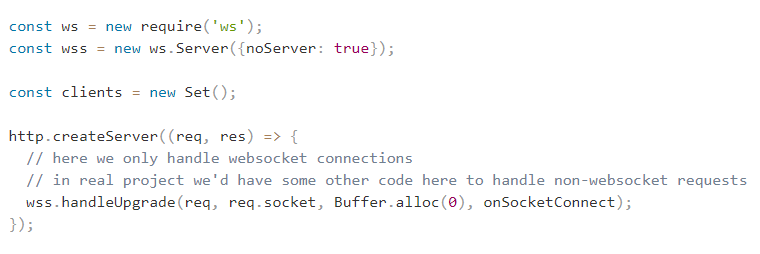 const ws = new require('ws');
const wss = new ws.Server({noServer: true});
const clients = new Set();
http.createServer((req, res) => {
// here we only handle websocket connections
// in real project we'd have some other code here to handle non-websocket requests
wss.handleUpgrade(req, req.socket, Buffer.alloc(0), onSocketConnect);
});